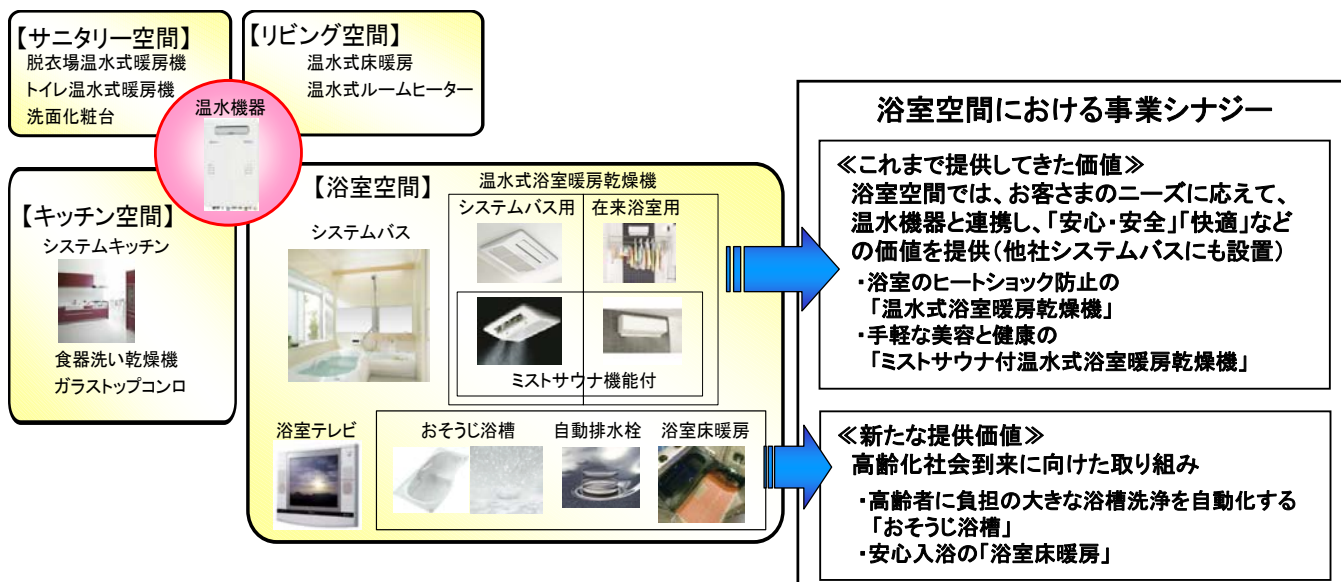 【サニタリー空間】
脱衣場温水式暖房機
トイレ温水式暖房機
洗面化粧台
【リビング空間】
温水式床暖房
温水式ルームヒーター
温水機器
【キッチン空間】
システムキッチン
食器洗い乾燥機
ガラストップコンロ
【浴室空間】
システムバス
温水式浴室暖房乾燥機
システムバス用
在来浴室用
ミストサウナ機能付
浴室テレビ
おそうじ浴槽
自動排水栓
浴室床暖房
浴室空間における事業シナジー
≪これまで提供してきた価値≫
浴室空間では、お客さまのニーズに応えて、
温水機器と連携し、「安心・安全」「快適」など
の価値を提供(他社システムバスにも設置)
・浴室のヒートショック防止の
「温水式浴室暖房乾燥機」
・手軽な美容と健康の
「ミストサウナ付温水式浴室暖房乾燥機」
≪新たな提供価値≫
高齢化社会到来に向けた取り組み
・高齢者に負担の大きな浴槽洗浄を自動化する
「おそうじ浴槽」
・安心入浴の「浴室床暖房」